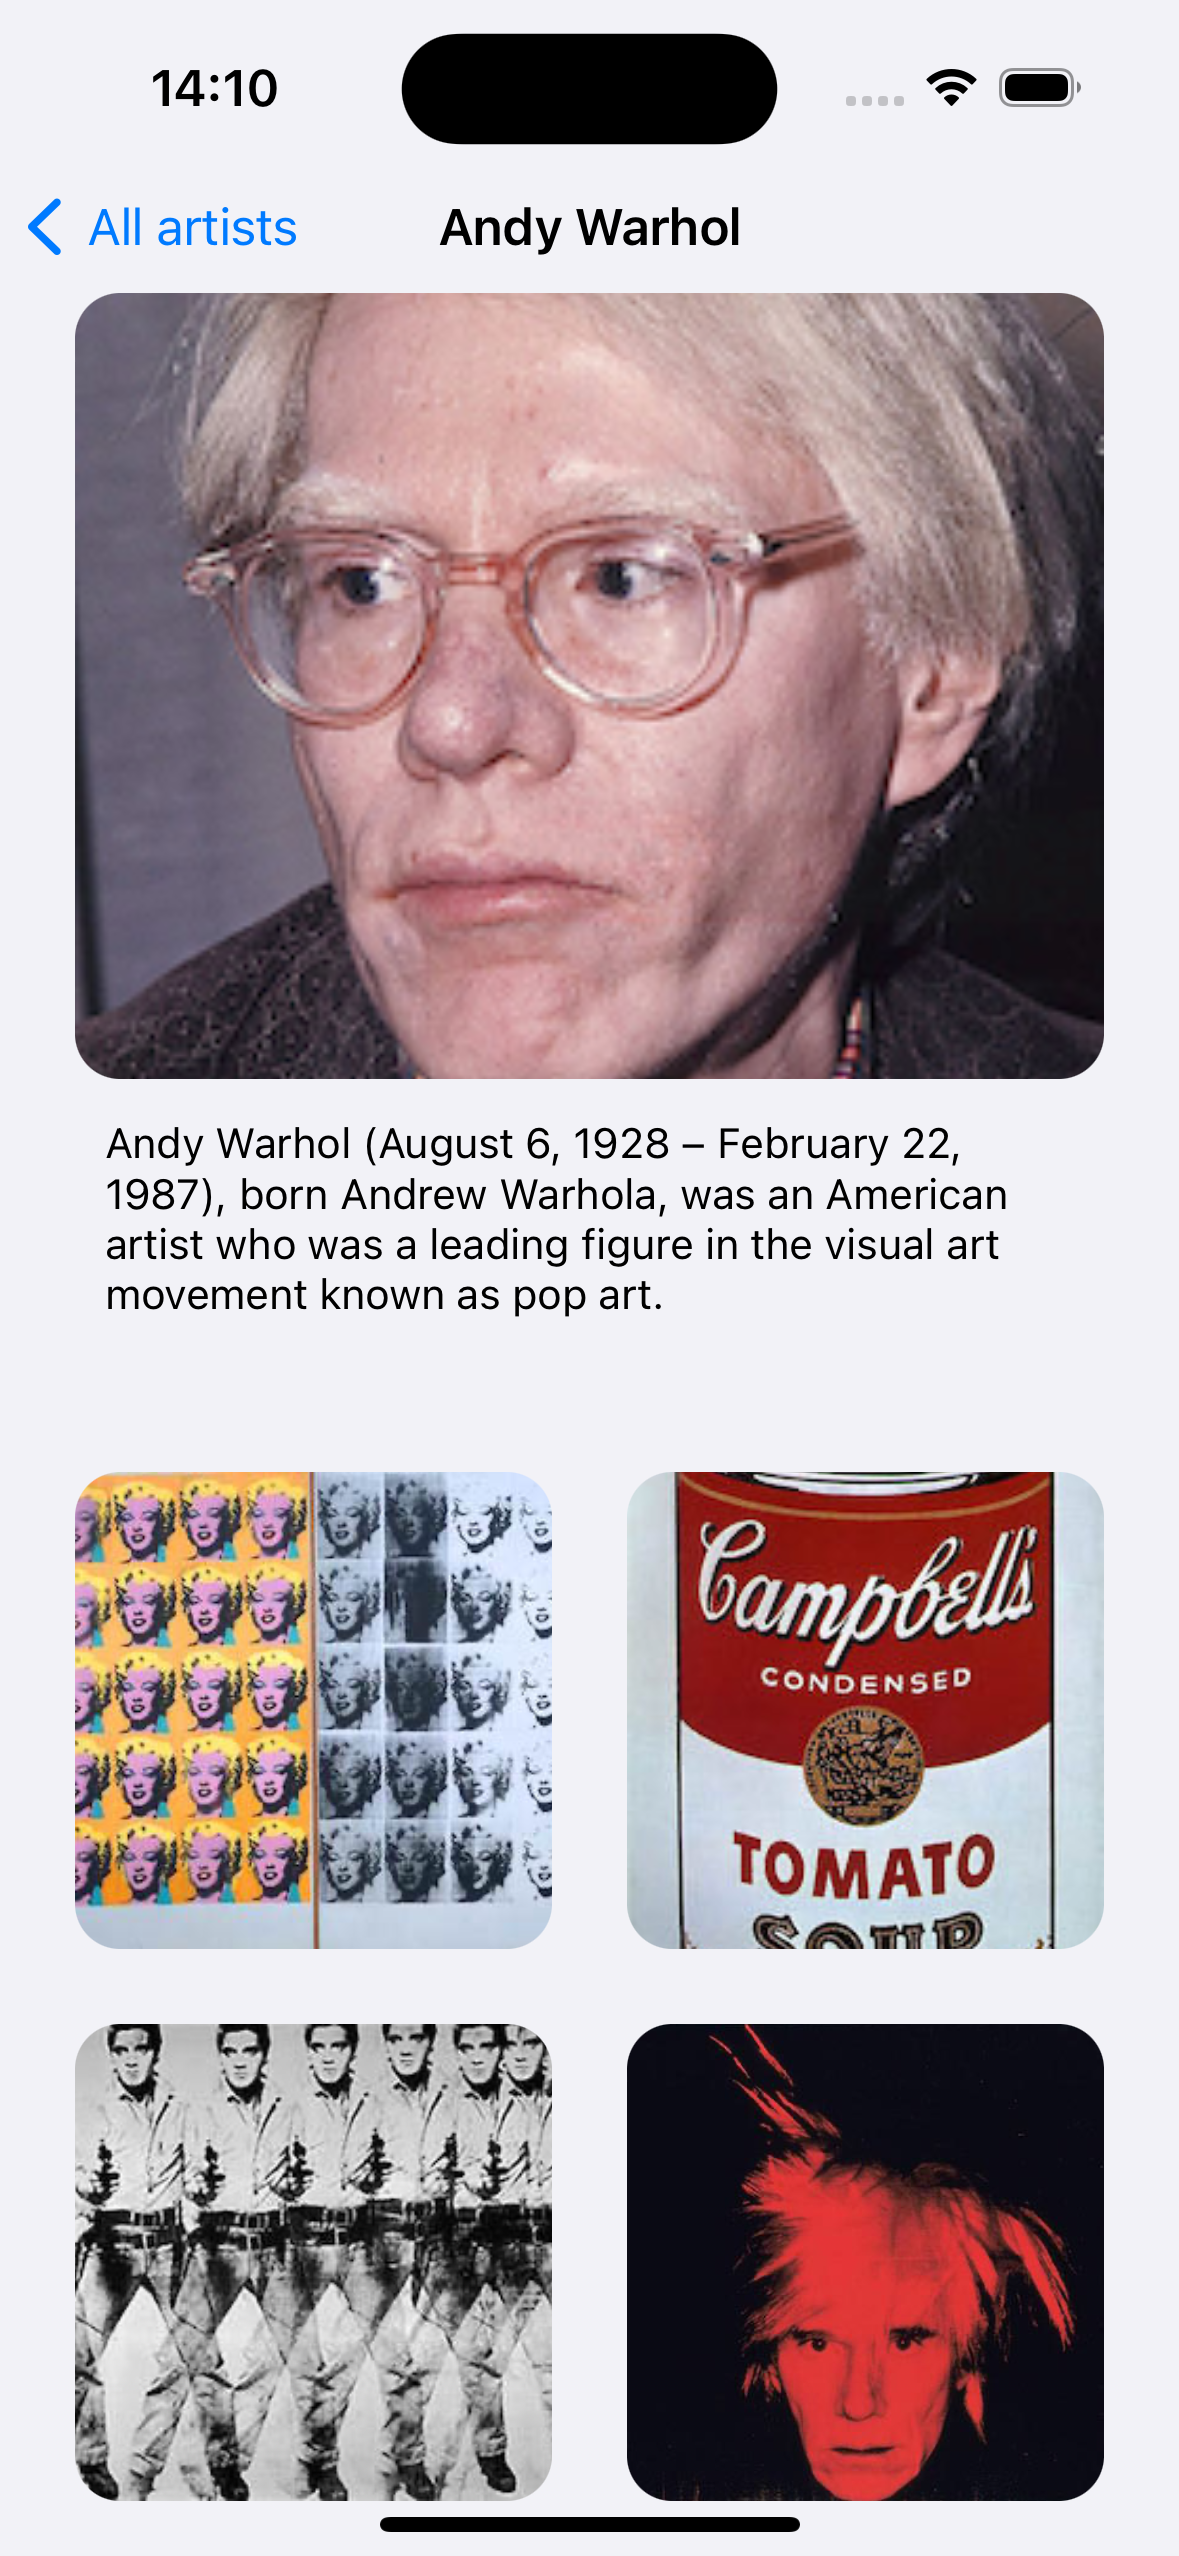 14:10
All artists
Andy Warhol
Andy Warhol (August 6, 1928 – February 22,
1987), born Andrew Warhola, was an American
artist who was a leading figure in the visual art
movement known as pop art.
Campbell's
CONDENSED
TOMATO
SOUP